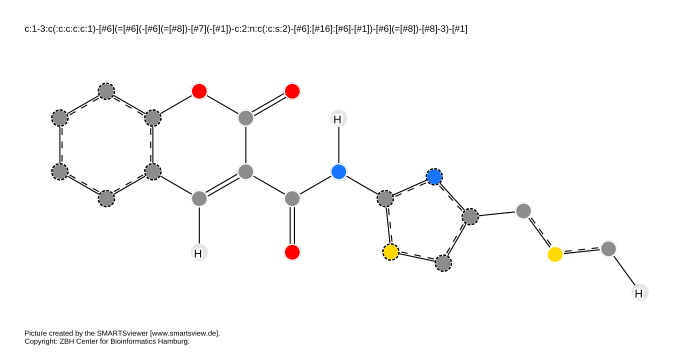 c:1-3:c(:c:c:c:c:1)-[#6](=[#6](-[#6](=[#8])-[#7](-[#1])-c:2:n:c(:c:s:2)-[#6]:[#16]:[#6]-[#1])-[#6](=[#8])-[#8]-3)-[#1]
H
H
H
Picture created by the SMARTSviewer [www.smartsview.de].
Copyright: ZBH Center for Bioinformatics Hamburg.